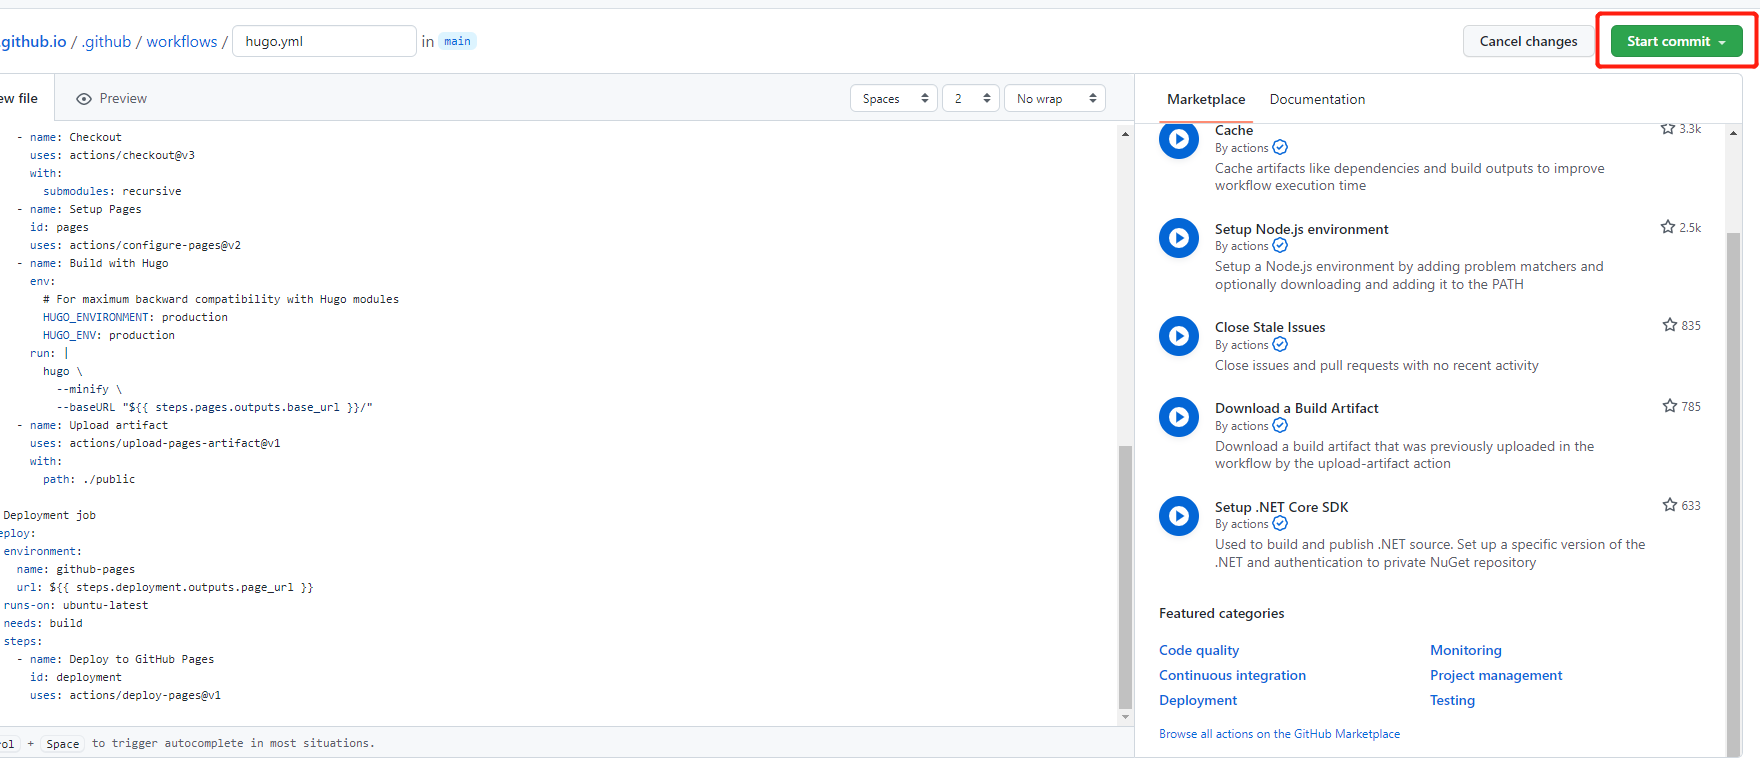 .github.io / .github / workflows / hugo.yml in main
Cancel changes
Start commit
ew file
Preview
Spaces
2
No wrap
- name: Checkout
uses: actions/checkout@v3
with:
submodules: recursive
- name: Setup Pages
id: pages
uses: actions/configure-pages@v2
- name: Build with Hugo
env:
# For maximum backward compatibility with Hugo modules
HUGO_ENVIRONMENT: production
HUGO_ENV: production
run: |
hugo \
--minify \
--baseURL "${{ steps.pages.outputs.base_url }}/"
- name: Upload artifact
uses: actions/upload-pages-artifact@v1
with:
path: ./public
Deployment job
eploy:
environment:
name: github-pages
url: ${{ steps.deployment.outputs.page_url }}
runs-on: ubuntu-latest
needs: build
steps:
- name: Deploy to GitHub Pages
id: deployment
uses: actions/deploy-pages@v1
rol + Space to trigger autocomplete in most situations.
Marketplace
Documentation
Cache
3.3k
By actions
Cache artifacts like dependencies and build outputs to improve
workflow execution time
Setup Node.js environment
2.5k
By actions
Setup a Node.js environment by adding problem matchers and
optionally downloading and adding it to the PATH
Close Stale Issues
835
By actions
Close issues and pull requests with no recent activity
Download a Build Artifact
785
By actions
Download a build artifact that was previously uploaded in the
workflow by the upload-artifact action
Setup .NET Core SDK
633
By actions
Used to build and publish .NET source. Set up a specific version of the
.NET and authentication to private NuGet repository
Featured categories
Code quality
Monitoring
Continuous integration
Project management
Deployment
Testing
Browse all actions on the GitHub Marketplace